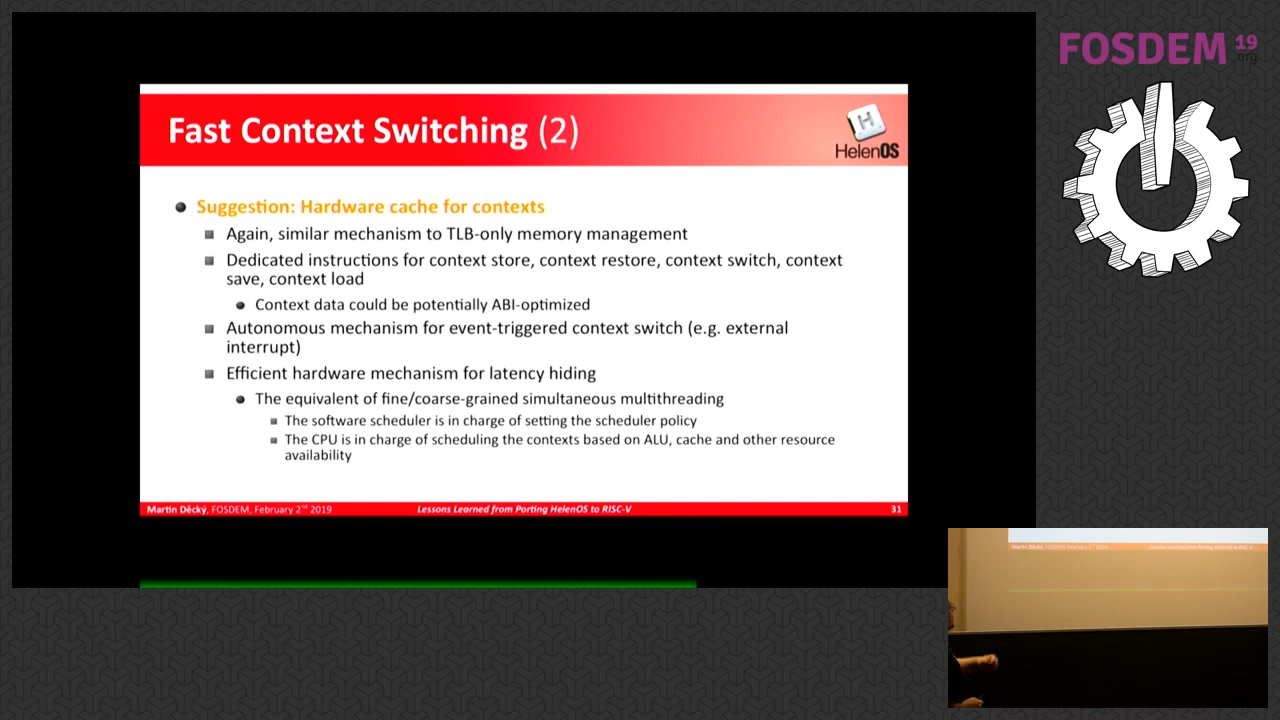 FOSDEM 19
.org
Fast Context Switching (2)
H
HelenOS
Suggestion: Hardware cache for contexts
Again, similar mechanism to TLB-only memory management
Dedicated instructions for context store, context restore, context switch, context
save, context load
Context data could be potentially ABI-optimized
Autonomous mechanism for event-triggered context switch (e.g. external
interrupt)
Efficient hardware mechanism for latency hiding
The equivalent of fine/coarse-grained simultaneous multithreading
The software scheduler is in charge of setting the scheduler policy
The CPU is in charge of scheduling the contexts based on ALU, cache and other resource
availability
Martin Děcký, FOSDEM, February 2nd 2019
Lessons Learned from Porting HelenOS to RISC-V
31